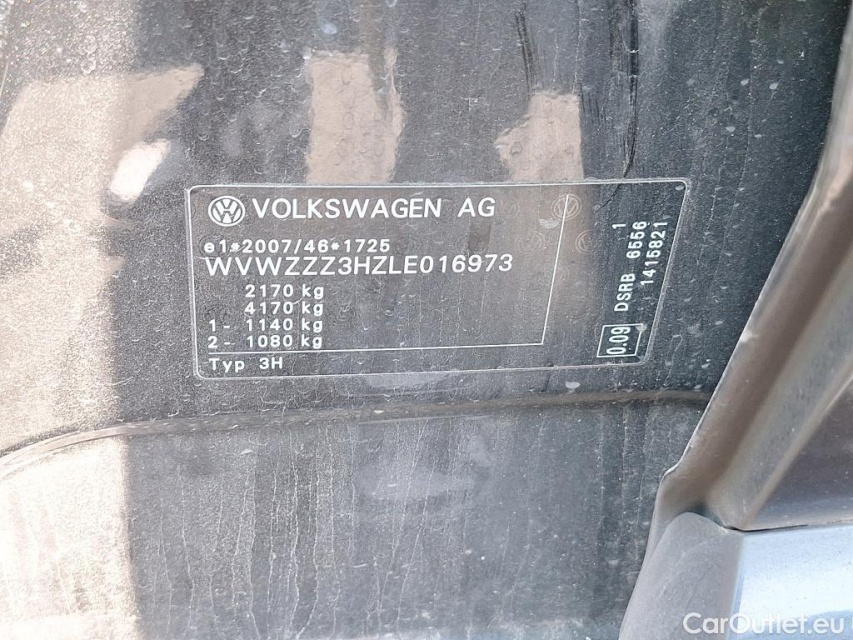 VOLKSWAGEN AG
e1*2007/46*1725
WVWZZZ3HZLE016973
2170 kg
4170 kg
1- 1140 kg
2- 1080 kg
Typ 3H
0.09
DSRB 6556 1
1415821
CarOutlet.eu